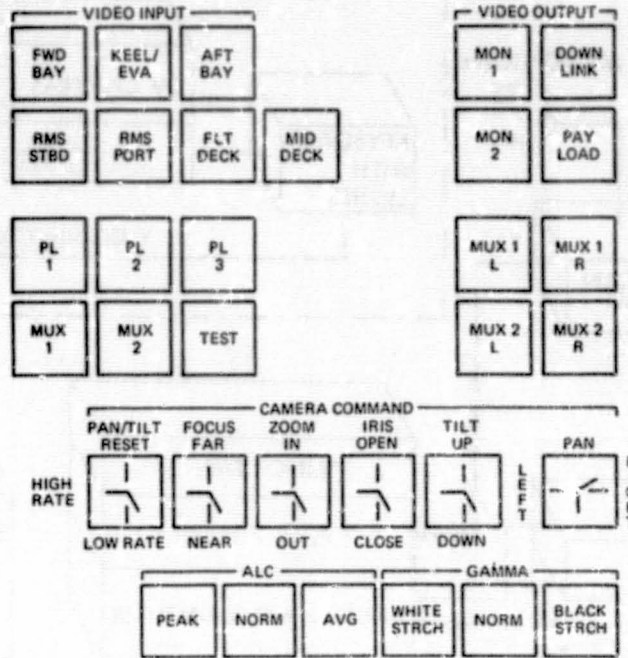 VIDEO INPUT
VIDEO OUTPUT
FWD
BAY
KEEL/
EVA
AFT
BAY
MON
1
DOWN
LINK
RMS
STBD
RMS
PORT
FLT
DECK
MID
DECK
MON
2
PAY
LOAD
PL
1
PL
2
PL
3
MUX 1
L
MUX 1
R
MUX
1
MUX
2
TEST
MUX 2
L
MUX 2
R
CAMERA COMMAND
PAN/TILT
RESET
FOCUS
FAR
ZOOM
IN
IRIS
OPEN
TILT
UP
PAN
HIGH
RATE
LEFT
LOW RATE
NEAR
OUT
CLOSE
DOWN
ALC
GAMMA
PEAK
NORM
AVG
WHITE
STRCH
NORM
BLACK
STRCH